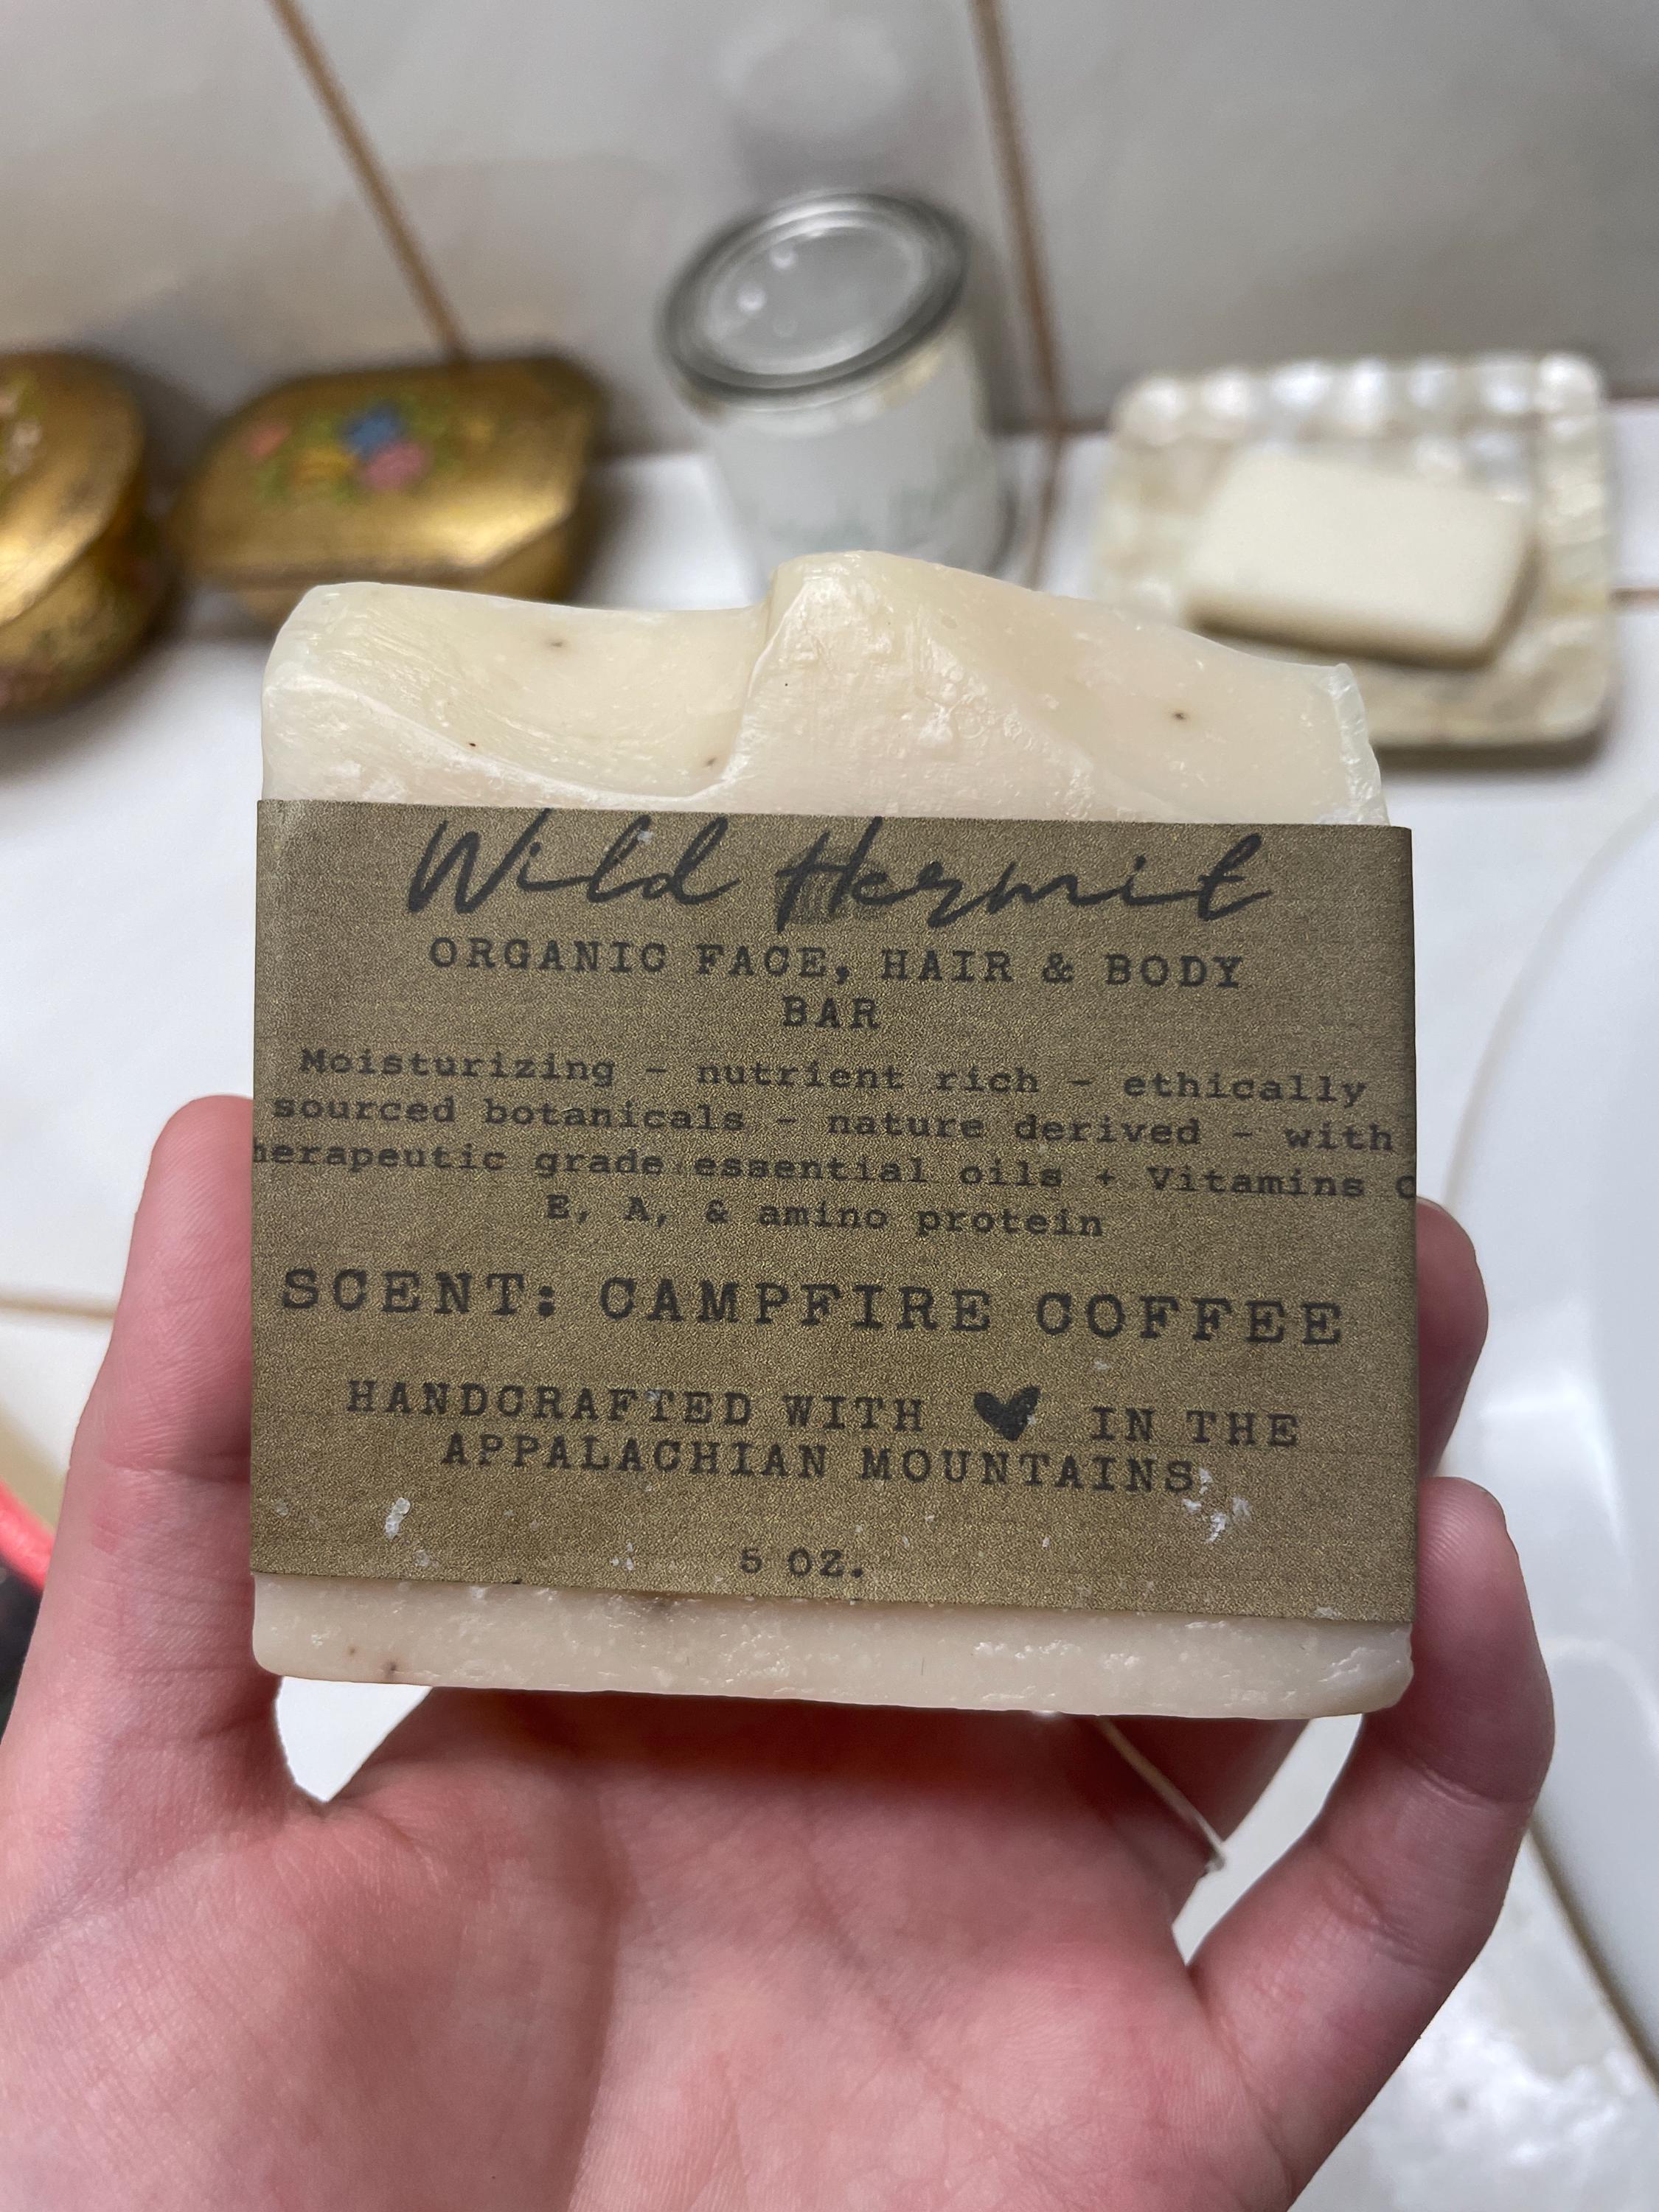 Wild Hermit
ORGANIC FACE, HAIR & BODY
BAR
Moisturizing - nutrient rich - ethically
sourced botanicals - nature derived - with
herapeutic grade essential oils + Vitamins C
E, A, & amino protein
SCENT: CAMPFIRE COFFEE
HANDCRAFTED WITH ♥ IN THE
APPALACHIAN MOUNTAINS
5 OZ.